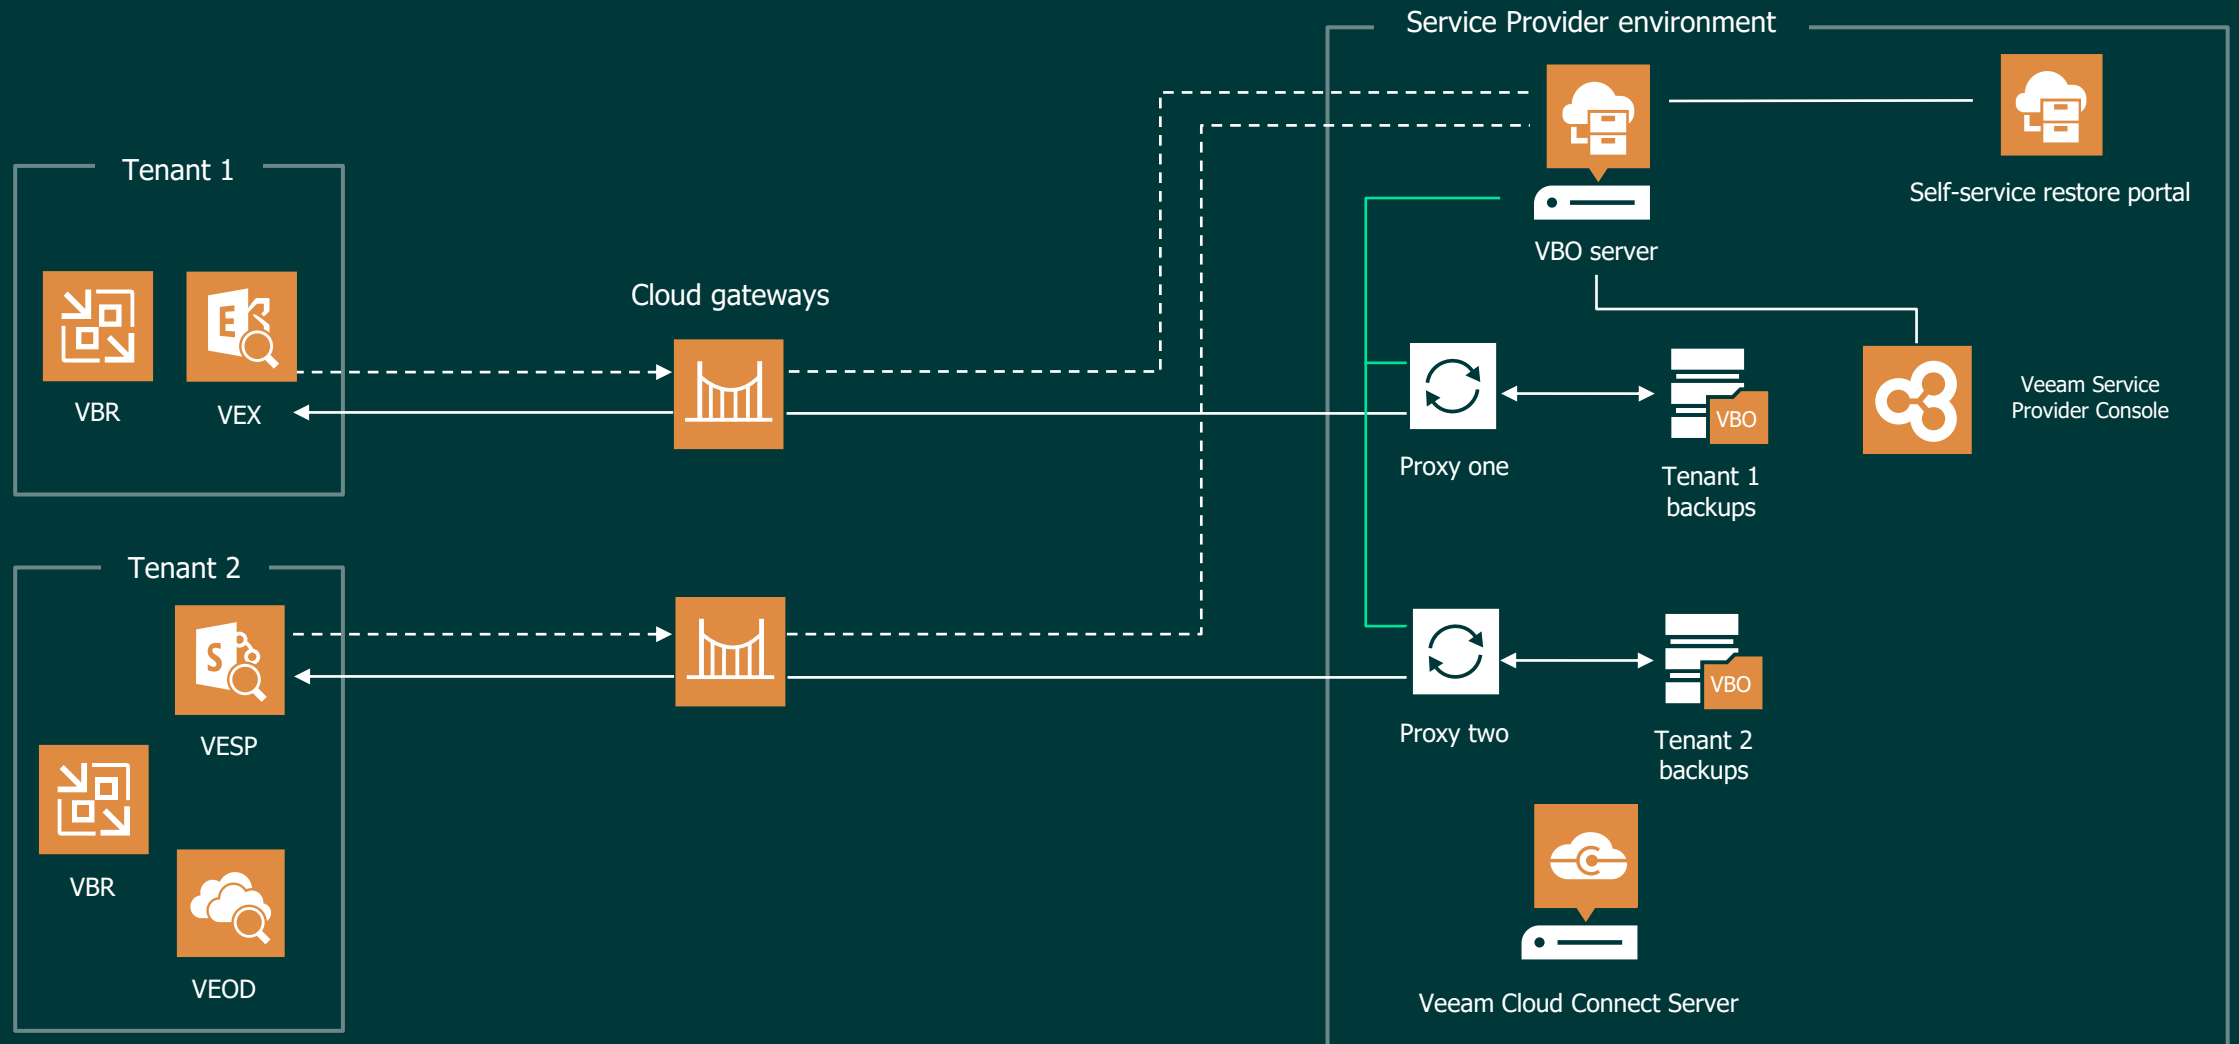 Service Provider environment
Tenant 1
Self-service restore portal
VBO server
Cloud gateways
VBR
VEX
Veeam Service
Provider Console
VBO
Proxy one
Tenant 1
backups
Tenant 2
VESP
VBO
Proxy two
Tenant 2
backups
VBR
VEOD
Veeam Cloud Connect Server